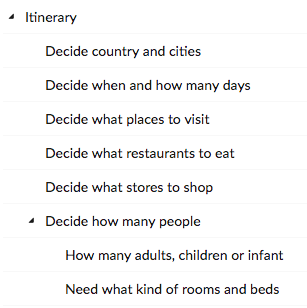 Itinerary
Decide country and cities
Decide when and how many days
Decide what places to visit
Decide what restaurants to eat
Decide what stores to shop
Decide how many people
How many adults, children or infant
Need what kind of rooms and beds